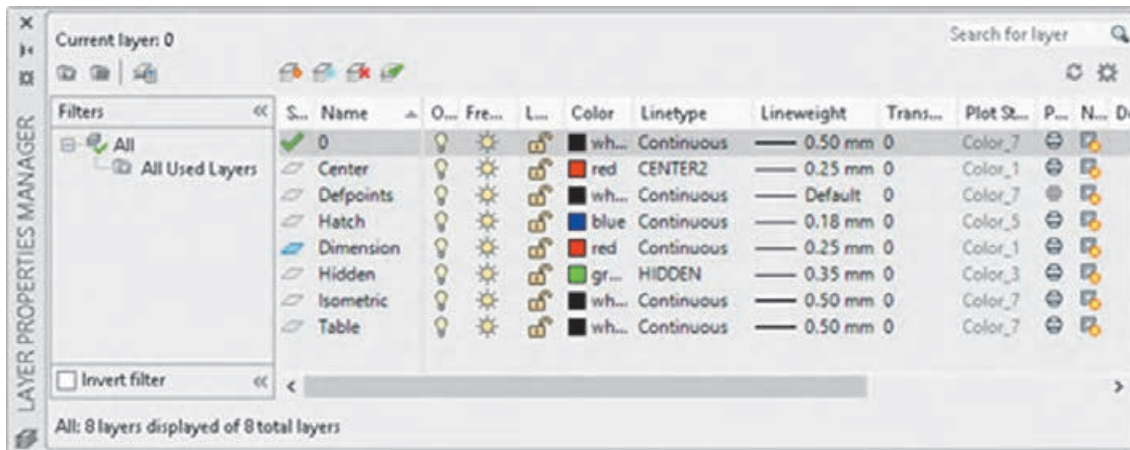 Current layer: 0
Search for layer
Filters
S... Name O... Fre... L... Color Linetype Lineweight Trans... Plot St... P... N... D
All
All Used Layers
0 wh... Continuous 0.50 mm 0 Color_7
Center red CENTER2 0.25 mm 0 Color_1
Defpoints wh... Continuous Default 0 Color_7
Hatch blue Continuous 0.18 mm 0 Color_5
Dimension red Continuous 0.25 mm 0 Color_1
Hidden gr... HIDDEN 0.35 mm 0 Color_3
Isometric wh... Continuous 0.50 mm 0 Color_7
Table wh... Continuous 0.50 mm 0 Color_7
Invert filter
All: 8 layers displayed of 8 total layers
LAYER PROPERTIES MANAGER